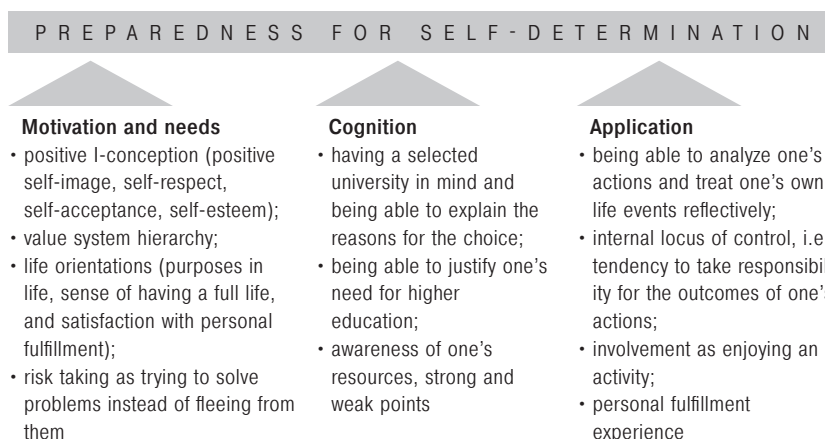 PREPAREDNESS FOR SELF-DETERMINATION
Motivation and needs
• positive I-conception (positive
self-image, self-respect,
self-acceptance, self-esteem);
• value system hierarchy;
• life orientations (purposes in
life, sense of having a full life,
and satisfaction with personal
fulfillment);
• risk taking as trying to solve
problems instead of fleeing from
them
Cognition
• having a selected
university in mind and
being able to explain the
reasons for the choice;
• being able to justify one's
need for higher
education;
• awareness of one's
resources, strong and
weak points
Application
• being able to analyze one's
actions and treat one's own
life events reflectively;
• internal locus of control, i.e
tendency to take responsibil
ity for the outcomes of one'
actions;
• involvement as enjoying an
activity;
• personal fulfillment
experience